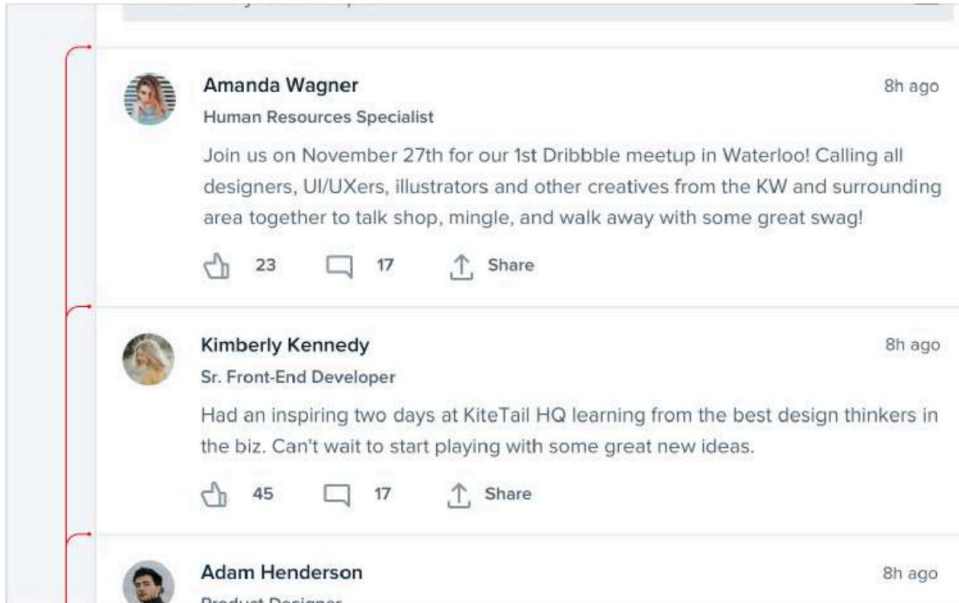 Amanda Wagner
8h ago
Human Resources Specialist
Join us on November 27th for our 1st Dribbble meetup in Waterloo! Calling all
designers, UI/UXers, illustrators and other creatives from the KW and surrounding
area together to talk shop, mingle, and walk away with some great swag!
23 17 Share
Kimberly Kennedy
8h ago
Sr. Front-End Developer
Had an inspiring two days at KiteTail HQ learning from the best design thinkers in
the biz. Can't wait to start playing with some great new ideas.
45 17 Share
Adam Henderson
8h ago
Product Designer